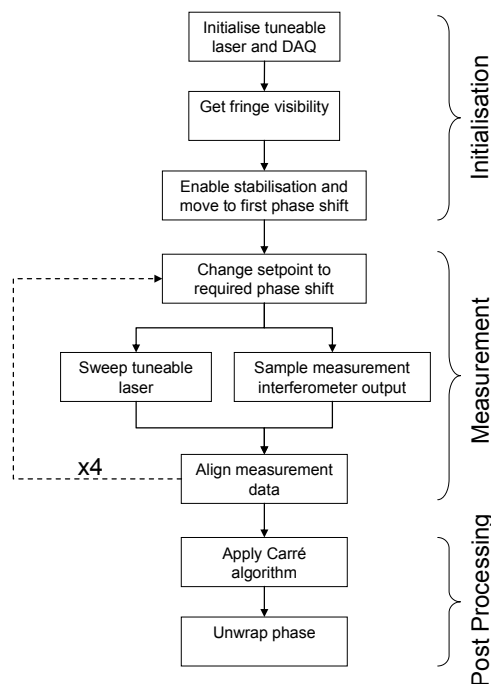 Initialise tuneable
laser and DAQ
Get fringe visibility
Enable stabilisation and
move to first phase shift
Initialisation
Change setpoint to
required phase shift
Sweep tuneable
laser
Sample measurement
interferometer output
x4
Align measurement
data
Measurement
Apply Carré
algorithm
Unwrap phase
Post Processing